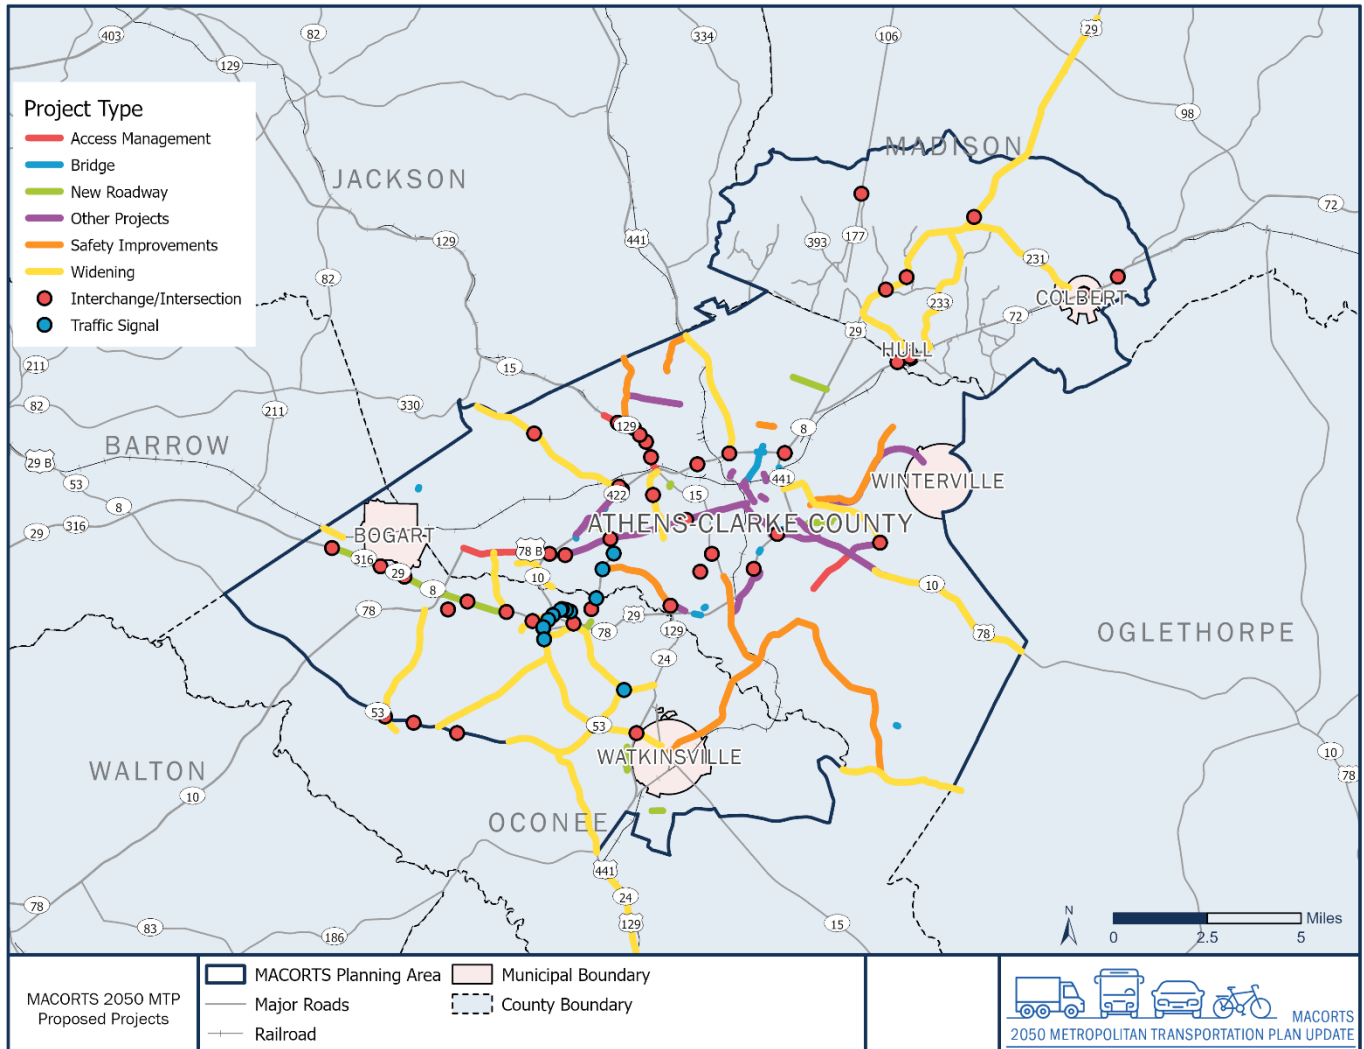 403
82
129
334
106
29
98
Project Type
Access Management
Bridge
New Roadway
Other Projects
Safety Improvements
Widening
Interchange/Intersection
Traffic Signal
MADISON
JACKSON
72
129
441
393
177
231
82
233
COLBERT
72
29
HULL
211
15
82
211
330
129
8
BARROW
29 B
53
441
WINTERVILLE
422
15
8
316
29
ATHENS-CLARKE COUNTY
BOGART
316
29
78 B
10
8
10
78
78
29
78
129
OGLETHORPE
24
53
53
WATKINSVILLE
WALTON
10
10
78
OCONEE
441
24
129
78
83
186
15
N
Miles
0
2.5
5
MACORTS 2050 MTP
Proposed Projects
MACORTS Planning Area
Major Roads
Railroad
Municipal Boundary
County Boundary
MACORTS
2050 METROPOLITAN TRANSPORTATION PLAN UPDATE